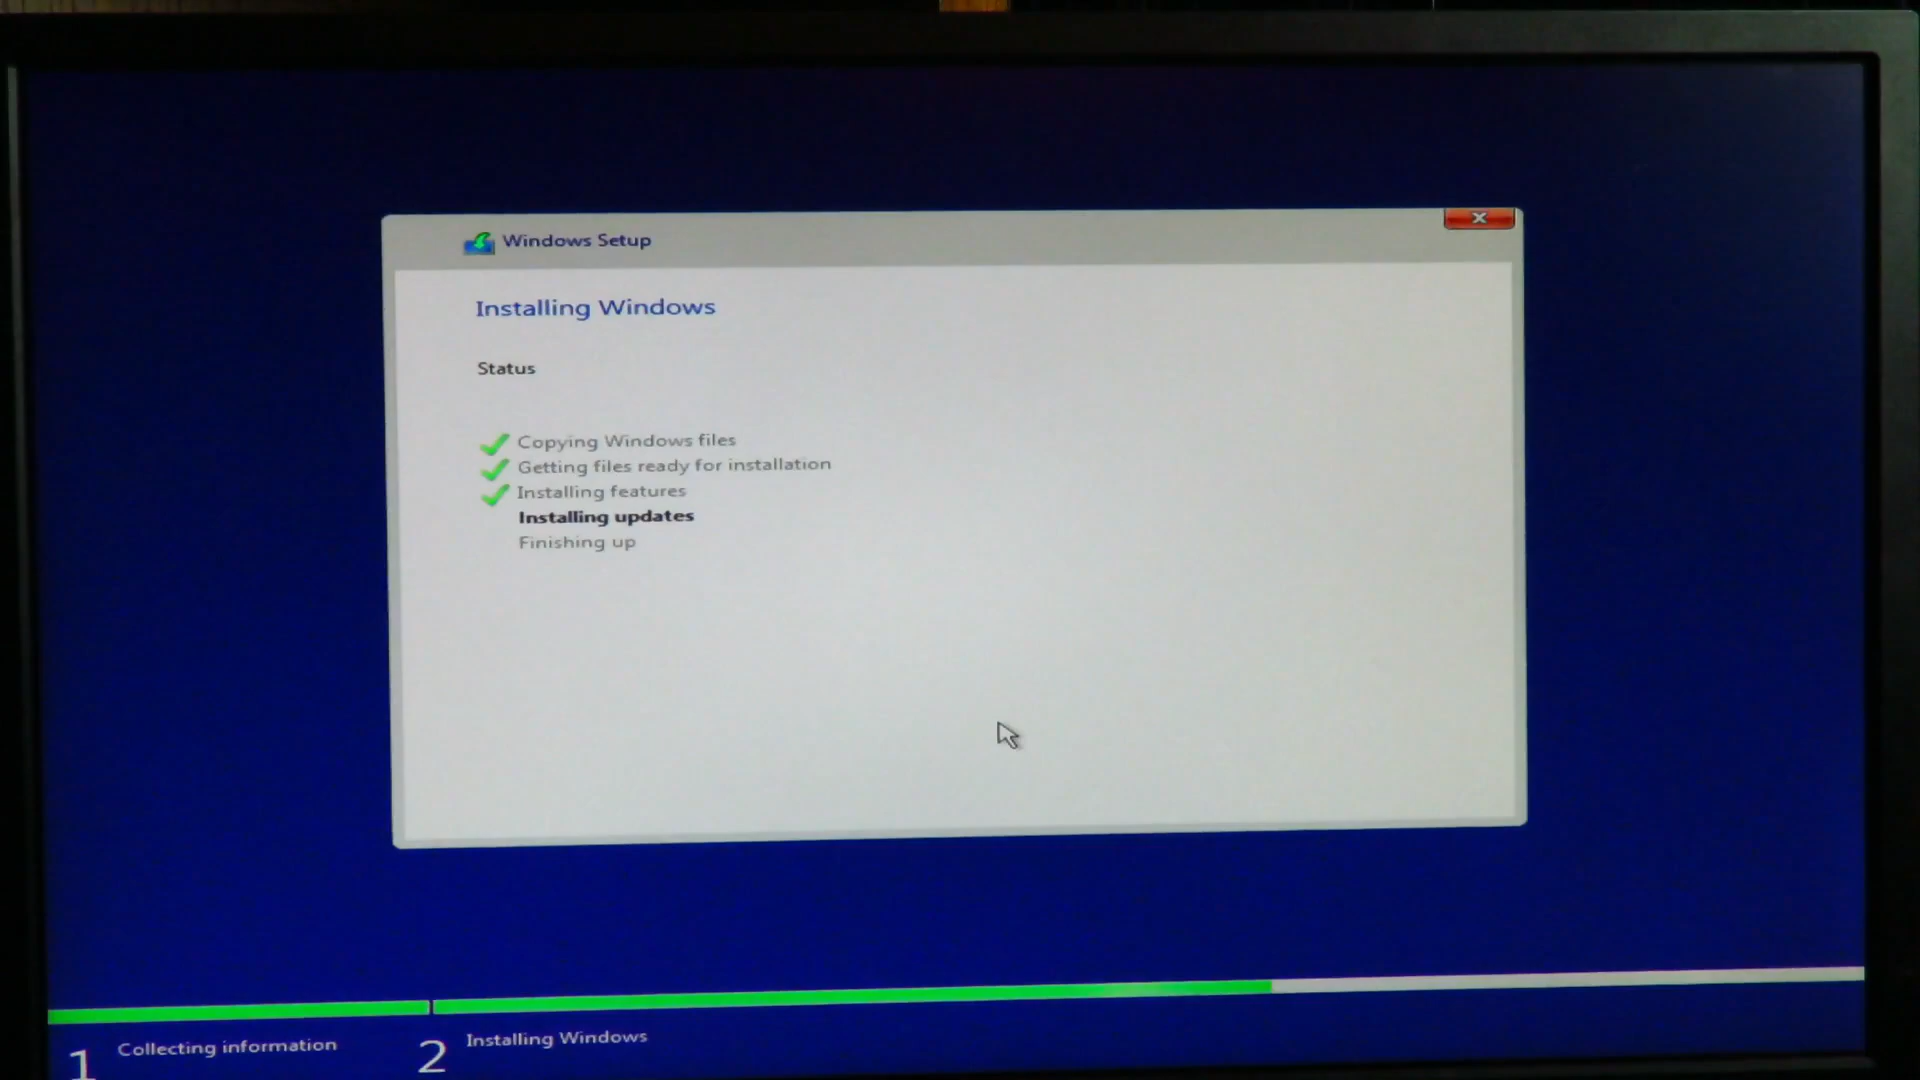 Windows Setup
Installing Windows
Status
Copying Windows files
Getting files ready for installation
Installing features
Installing updates
Finishing up
1 Collecting information
2 Installing Windows